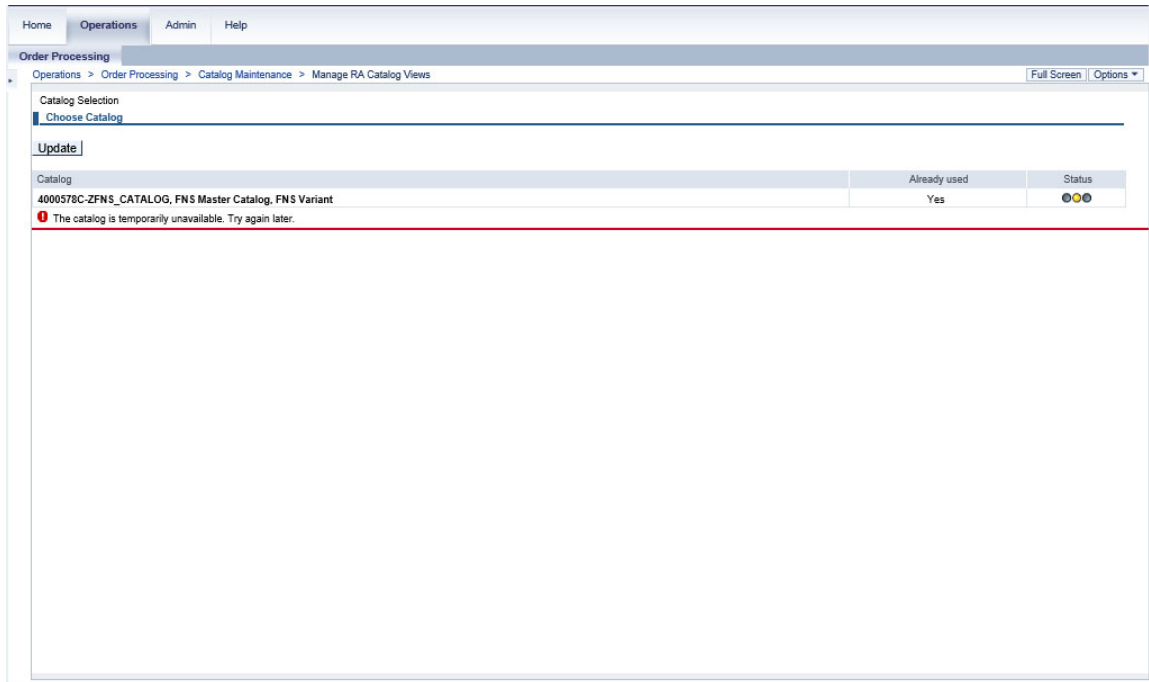 Home Operations Admin Help
Order Processing
Operations > Order Processing > Catalog Maintenance > Manage RA Catalog Views Full Screen Options
Catalog Selection
Choose Catalog
Update
Catalog Already used Status
4000578C-ZFNS_CATALOG, FNS Master Catalog, FNS Variant Yes
The catalog is temporarily unavailable. Try again later.